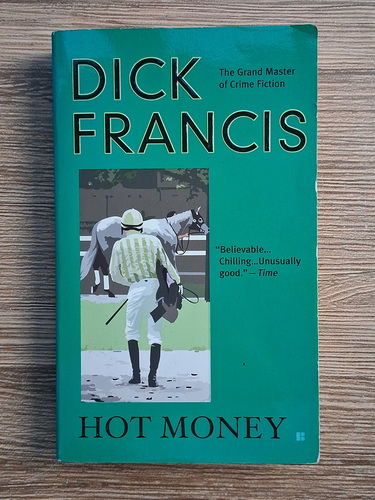 DICK
FRANCIS
The Grand Master
of Crime Fiction
"Believable...
Chilling...Unusually
good."—Time
HOT MONEY
B